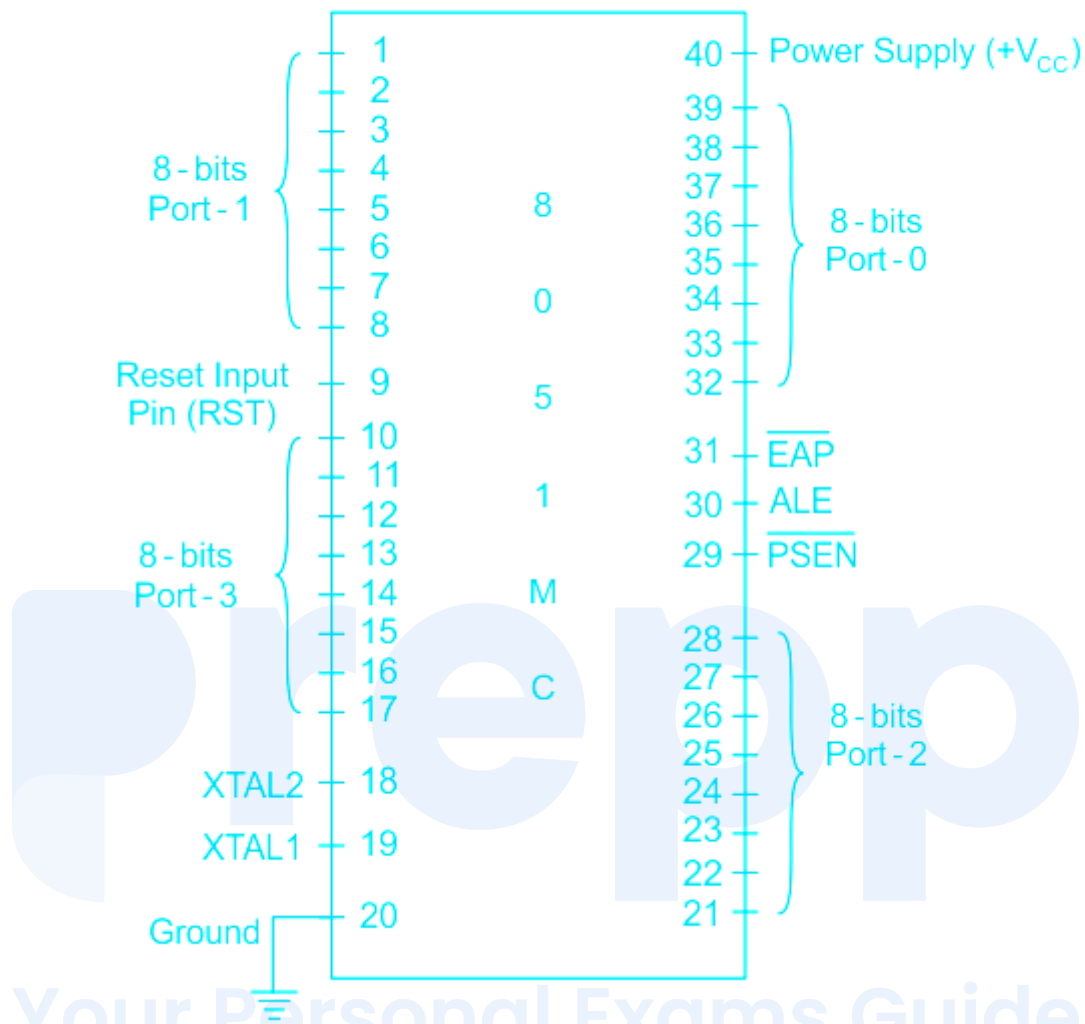 8-bits
Port-1
1
2
3
4
5
6
7
8
Reset Input
Pin (RST)
9
8-bits
Port-3
10
11
12
13
14
15
16
17
XTAL2
18
XTAL1
19
Ground
20
8
0
5
1
M
C
40
Power Supply (+VCC)
39
38
37
36
35
34
33
32
8-bits
Port-0
31
E̅A̅P̅
30
ALE
29
P̅S̅E̅N̅
28
27
26
25
24
23
22
21
8-bits
Port-2
Prepp
Your Personal Exams Guide